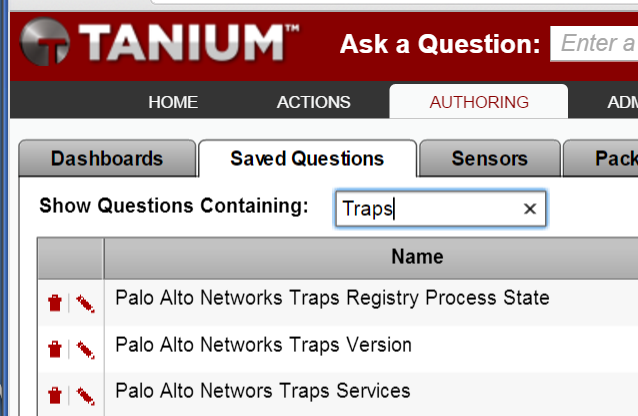 TANIUM™ Ask a Question: Enter a
HOME ACTIONS AUTHORING ADM
Dashboards Saved Questions Sensors Pack
Show Questions Containing: Traps ×
Name
Palo Alto Networks Traps Registry Process State
Palo Alto Networks Traps Version
Palo Alto Networs Traps Services